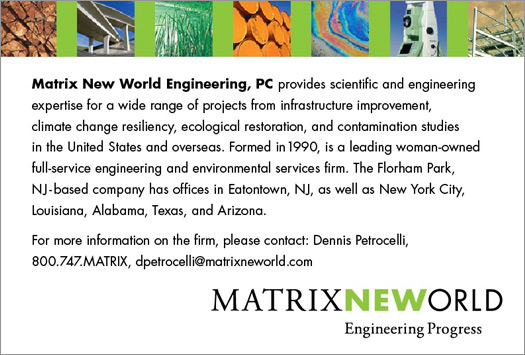 Matrix New World Engineering, PC provides scientific and engineering
expertise for a wide range of projects from infrastructure improvement,
climate change resiliency, ecological restoration, and contamination studies
in the United States and overseas. Formed in1990, is a leading woman-owned
full-service engineering and environmental services firm. The Florham Park,
NJ-based company has offices in Eatontown, NJ, as well as New York City,
Louisiana, Alabama, Texas, and Arizona.
For more information on the firm, please contact: Dennis Petrocelli,
800.747.MATRIX, dpetrocelli@matrixneworld.com
MATRIXNEWORLD
Engineering Progress